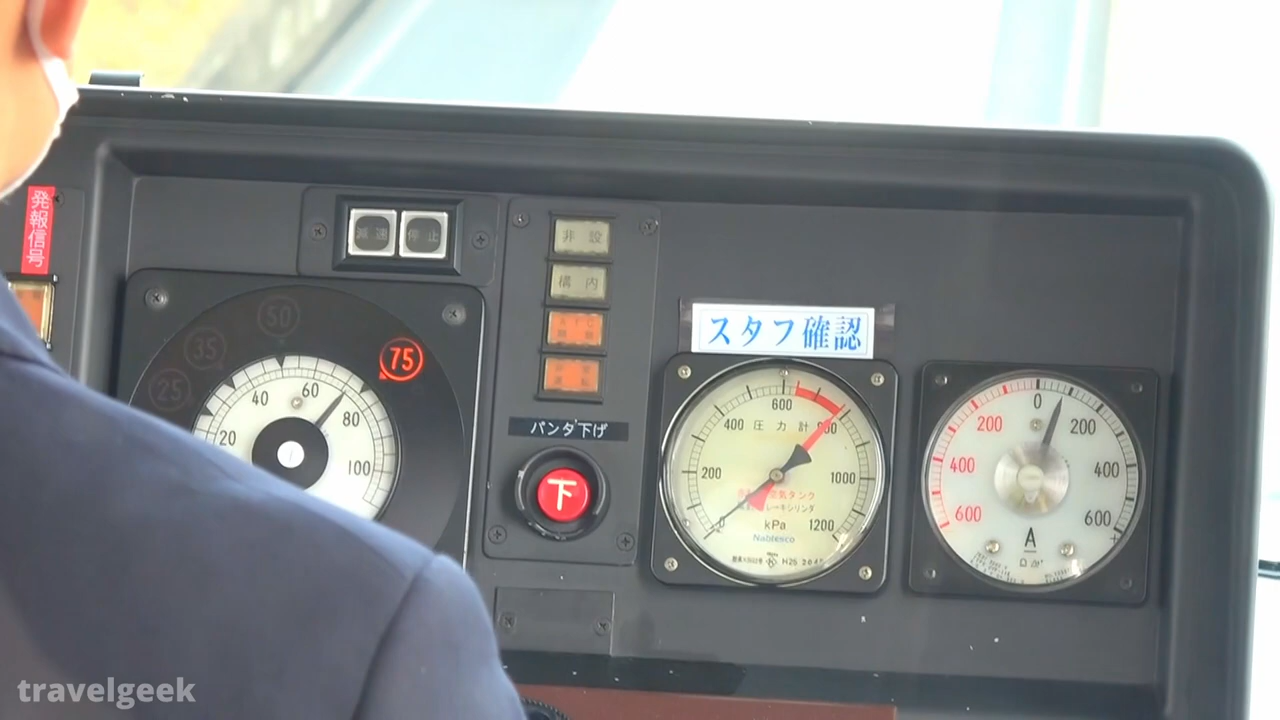 発報信号
減速 停止
非設
構内
スタフ確認
パンタ下げ
下
25 35 50 75
20 40 60 80 100
0 200 400 600 800 1000 1200
圧力計
kPa
Nabtesco
600 400 200 0 200 400 600
A
travelgeek